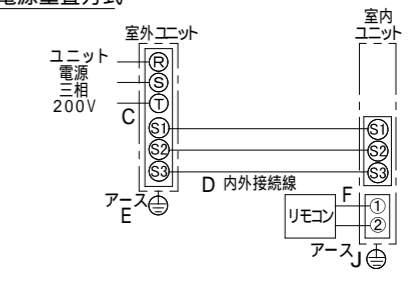 電源重畳方式
室外ユニット
室内
ユニット
ユニット
電源
三相
200V
R
S
T
C
S1
S2
S3
S1
S2
S3
D 内外接続線
アース
E
リモコン
F
①
②
アース
J